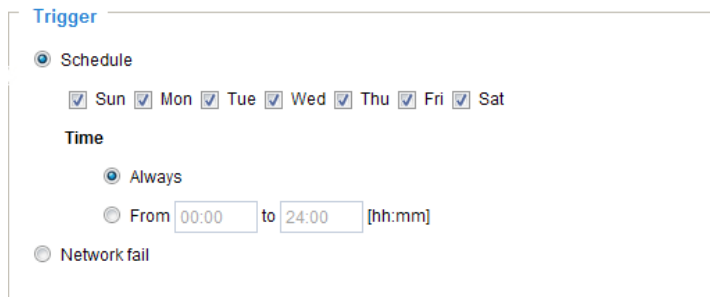 Trigger
Schedule
Sun Mon Tue Wed Thu Fri Sat
Time
Always
From 00:00 to 24:00 [hh:mm]
Network fail